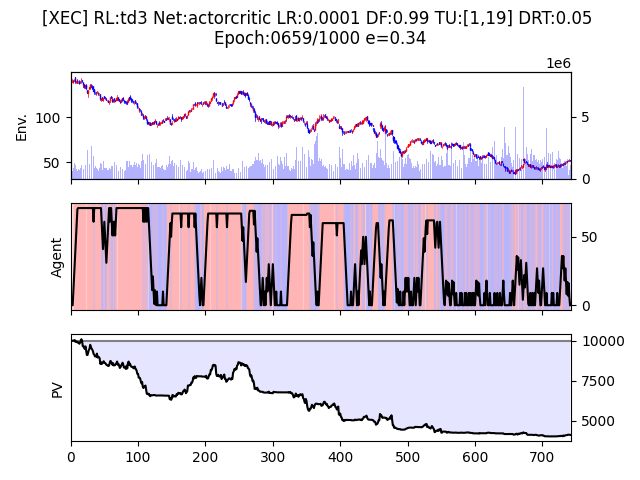 [XEC] RL:td3 Net:actorcritic LR:0.0001 DF:0.99 TU:[1,19] DRT:0.05
Epoch:0659/1000 e=0.34
1e6
Env.
100
50
5
0
Agent
50
0
PV
10000
7500
5000
0 100 200 300 400 500 600 700